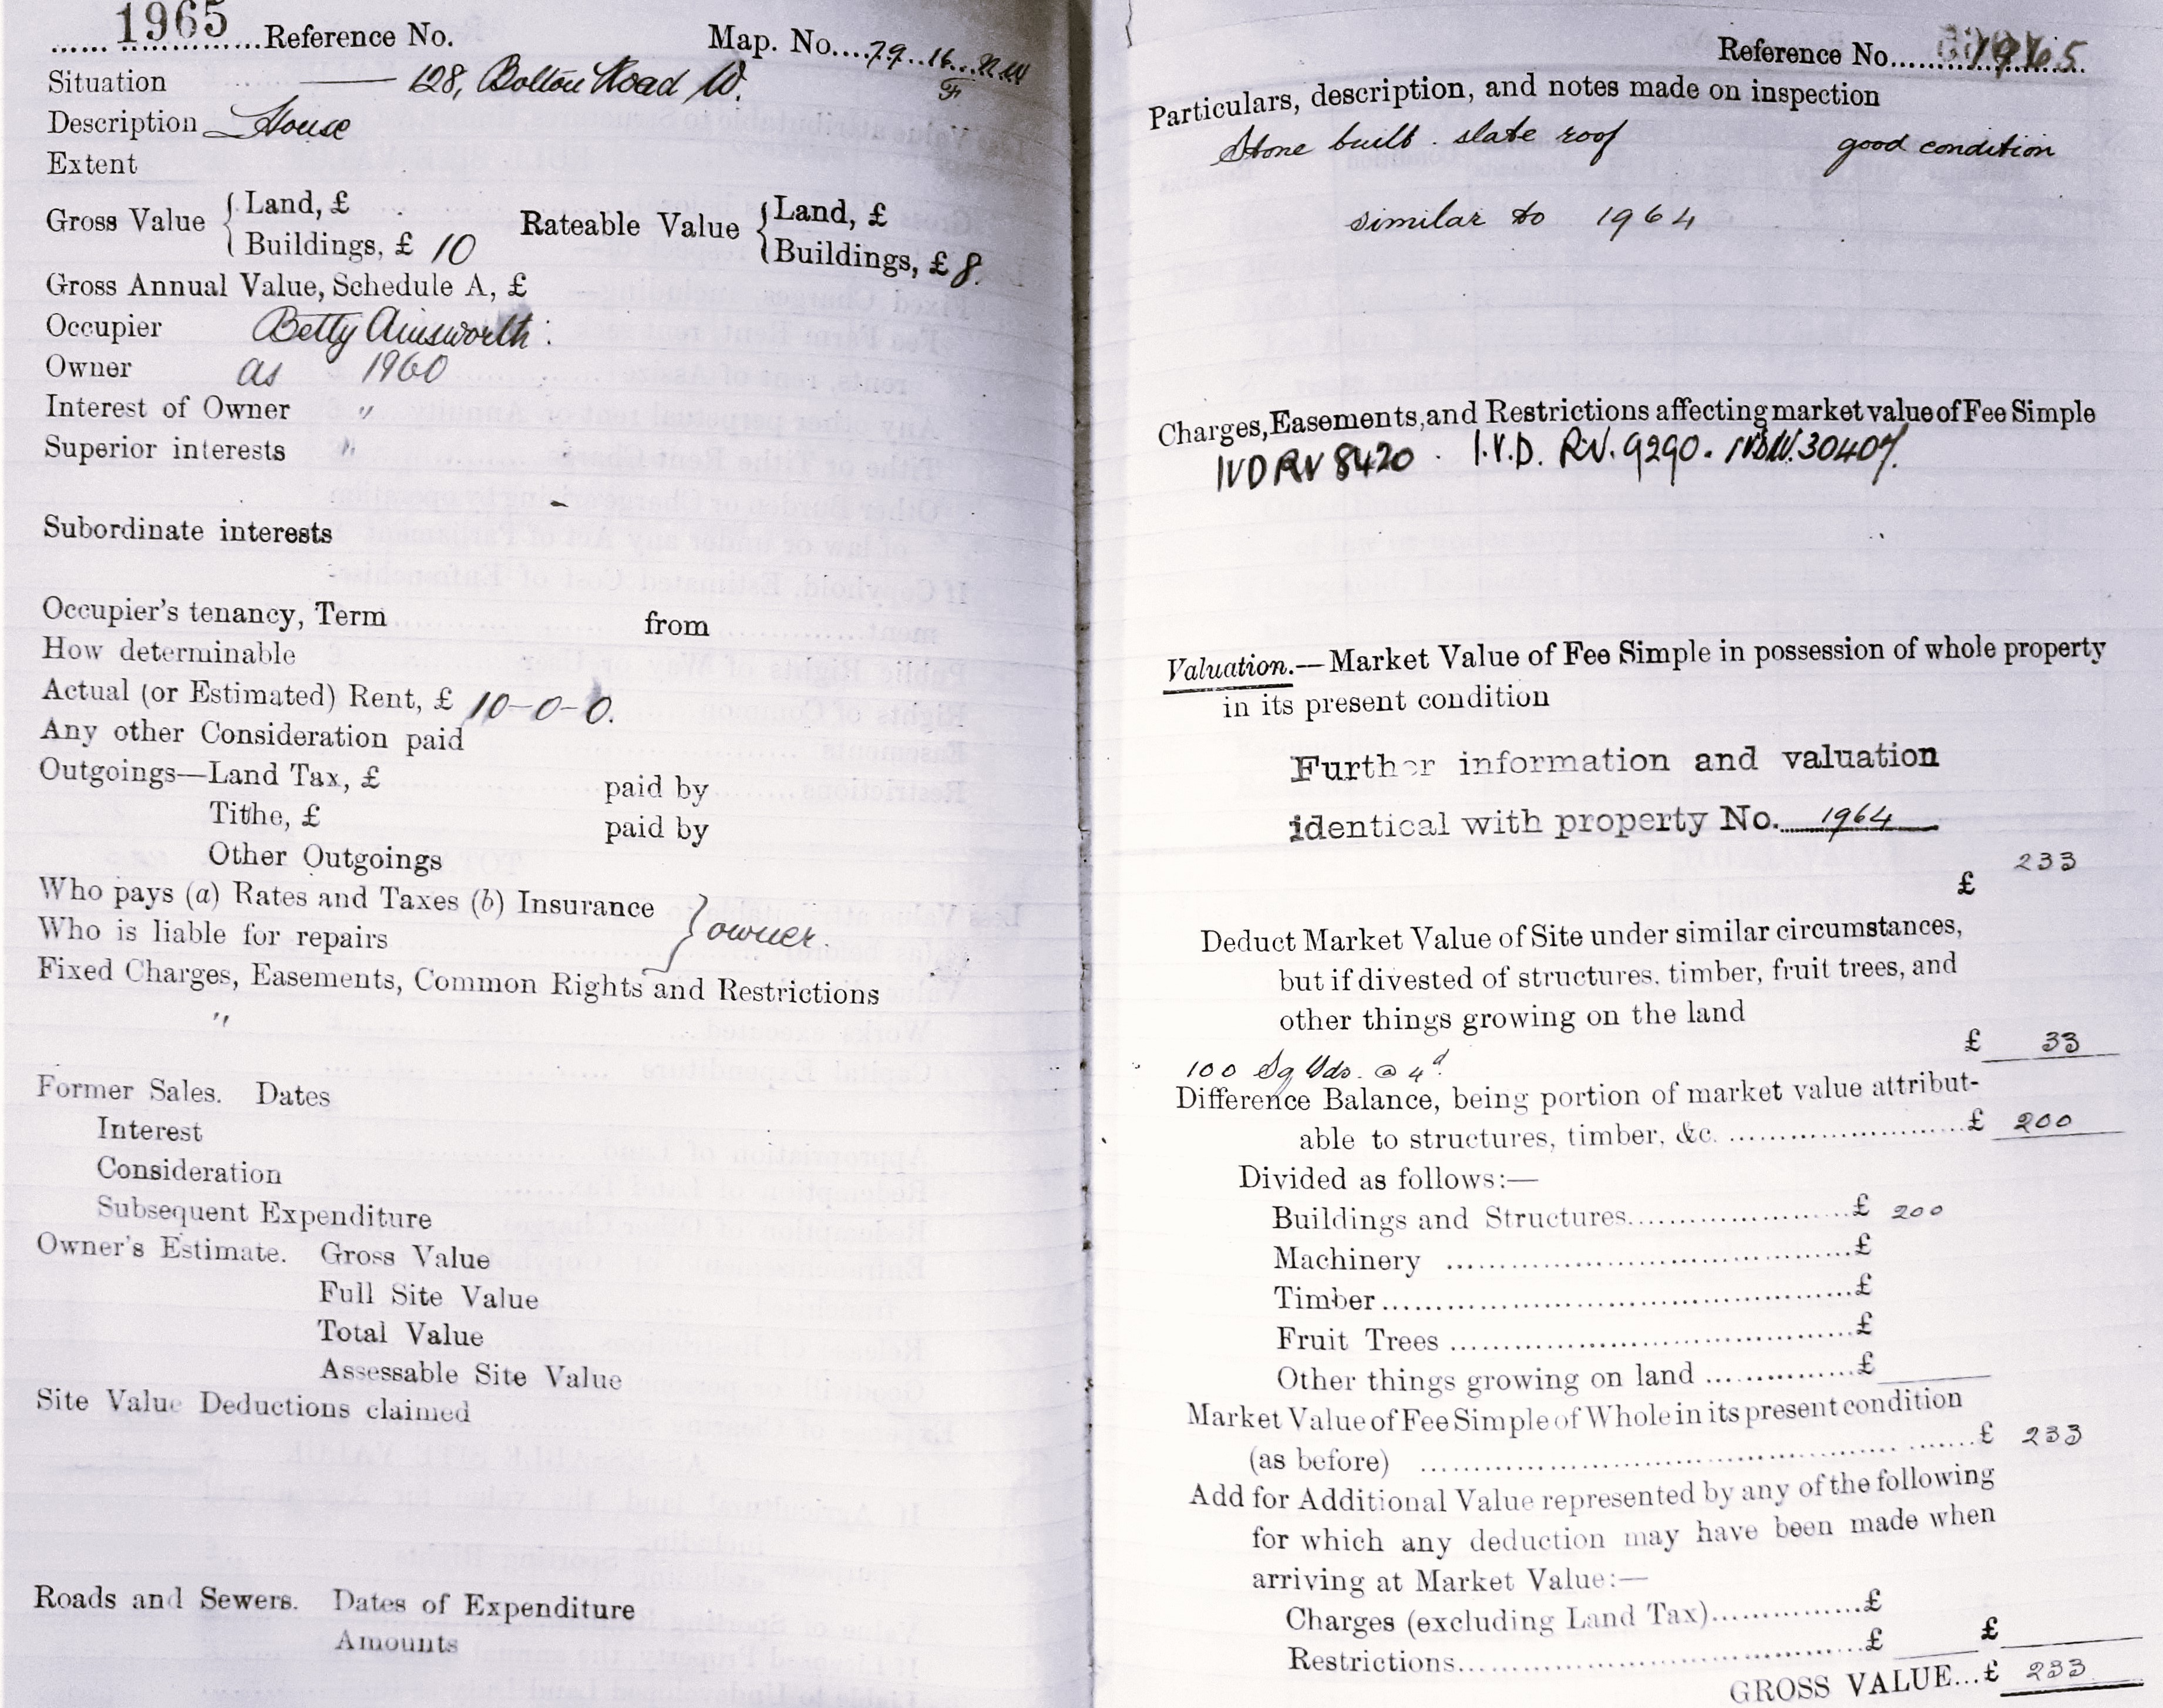 1965 Reference No. Map. No....79..16...N.W
F
Situation 128, Bolton Road W.
Description House
Extent
Gross Value { Land, £
Buildings, £ 10
Rateable Value { Land, £
Buildings, £ 8.
Gross Annual Value, Schedule A, £
Occupier Betty Ainsworth.
Owner as 1960
Interest of Owner "
Superior interests "
Subordinate interests
Occupier's tenancy, Term from
How determinable
Actual (or Estimated) Rent, £ 10-0-0.
Any other Consideration paid
Outgoings—Land Tax, £ paid by
Tithe, £ paid by
Other Outgoings
Who pays (a) Rates and Taxes (b) Insurance
Who is liable for repairs } owner.
Fixed Charges, Easements, Common Rights and Restrictions
"
Former Sales. Dates
Interest
Consideration
Subsequent Expenditure
Owner's Estimate. Gross Value
Full Site Value
Total Value
Assessable Site Value
Site Value Deductions claimed
Roads and Sewers. Dates of Expenditure
Amounts
Reference No. 1965
Particulars, description, and notes made on inspection
Stone built. slate roof good condition
similar to 1964
Charges, Easements, and Restrictions affecting market value of Fee Simple
IVD RV 8420 . I.V.D. RV. 9290.
Valuation.—Market Value of Fee Simple in possession of whole property
in its present condition
Further information and valuation
identical with property No. 1964
£ 233
Deduct Market Value of Site under similar circumstances,
but if divested of structures, timber, fruit trees, and
other things growing on the land
£ 33
100 Sq Yds. @ 4d.
Difference Balance, being portion of market value attribut-
able to structures, timber, &c. £ 200
Divided as follows:—
Buildings and Structures £ 200
Machinery £
Timber £
Fruit Trees £
Other things growing on land £
Market Value of Fee Simple of Whole in its present condition
(as before) £ 233
Add for Additional Value represented by any of the following
for which any deduction may have been made when
arriving at Market Value:—
Charges (excluding Land Tax) £
Restrictions £ £
GROSS VALUE...£ 233